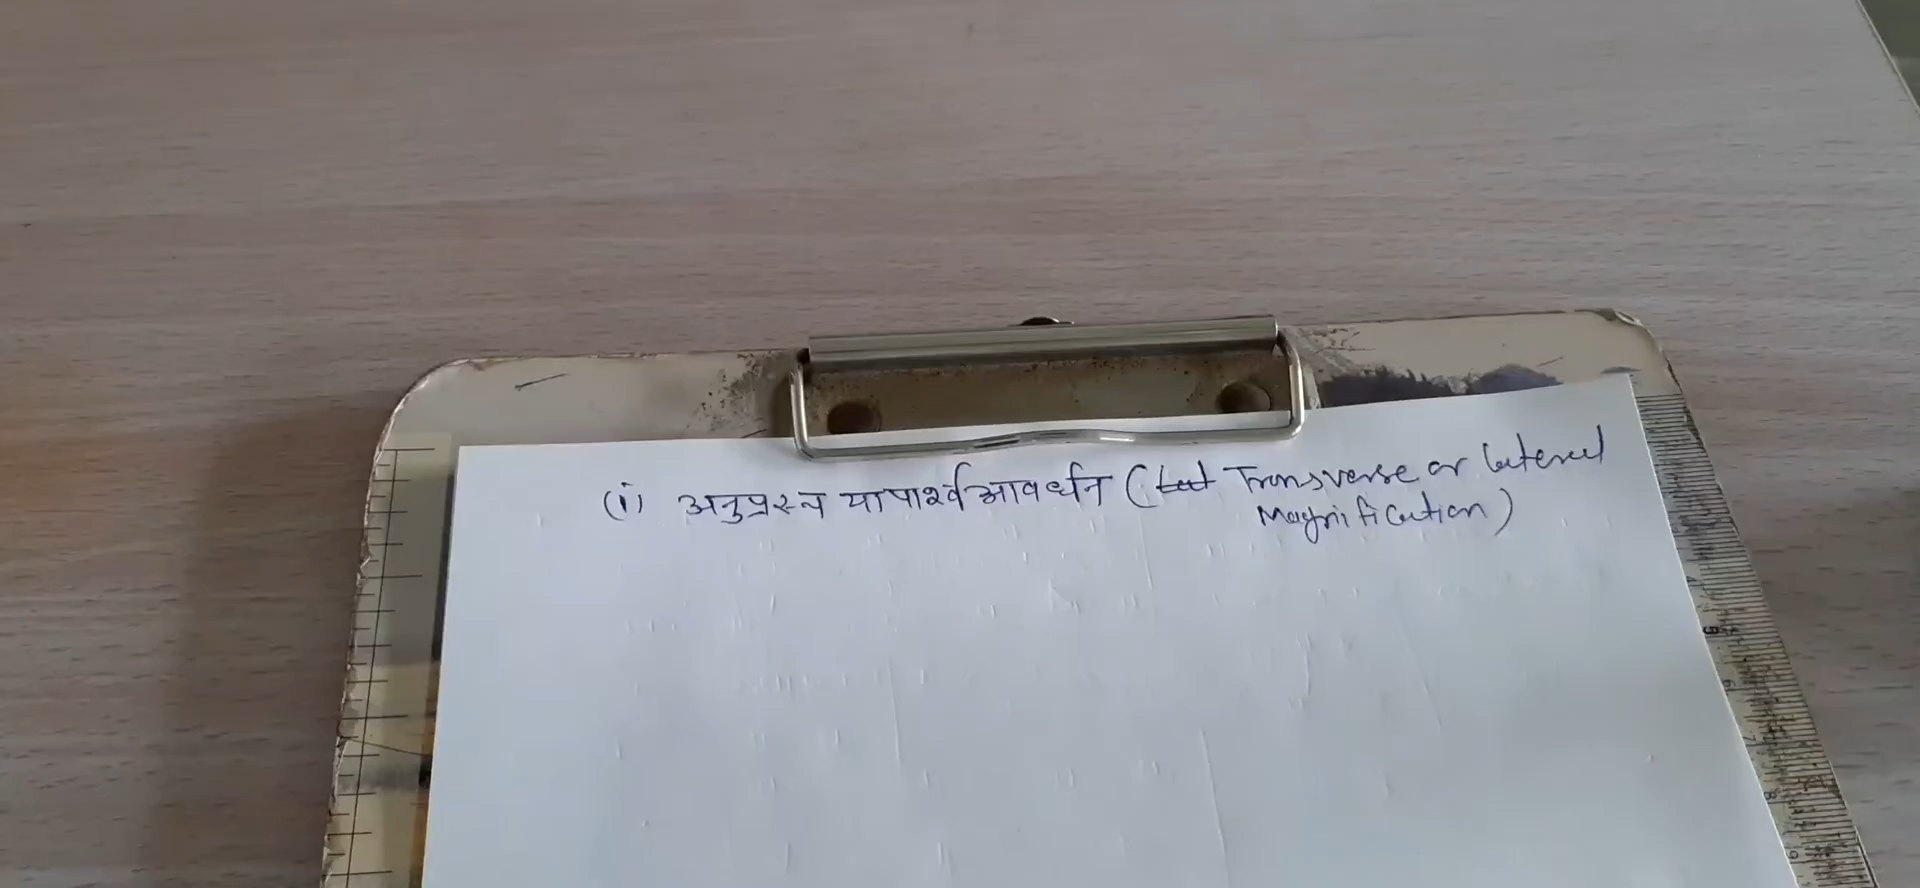 (i) अनुप्रस्थ या पार्श्व आवर्धन ( Transverse or lateral
Magnification)